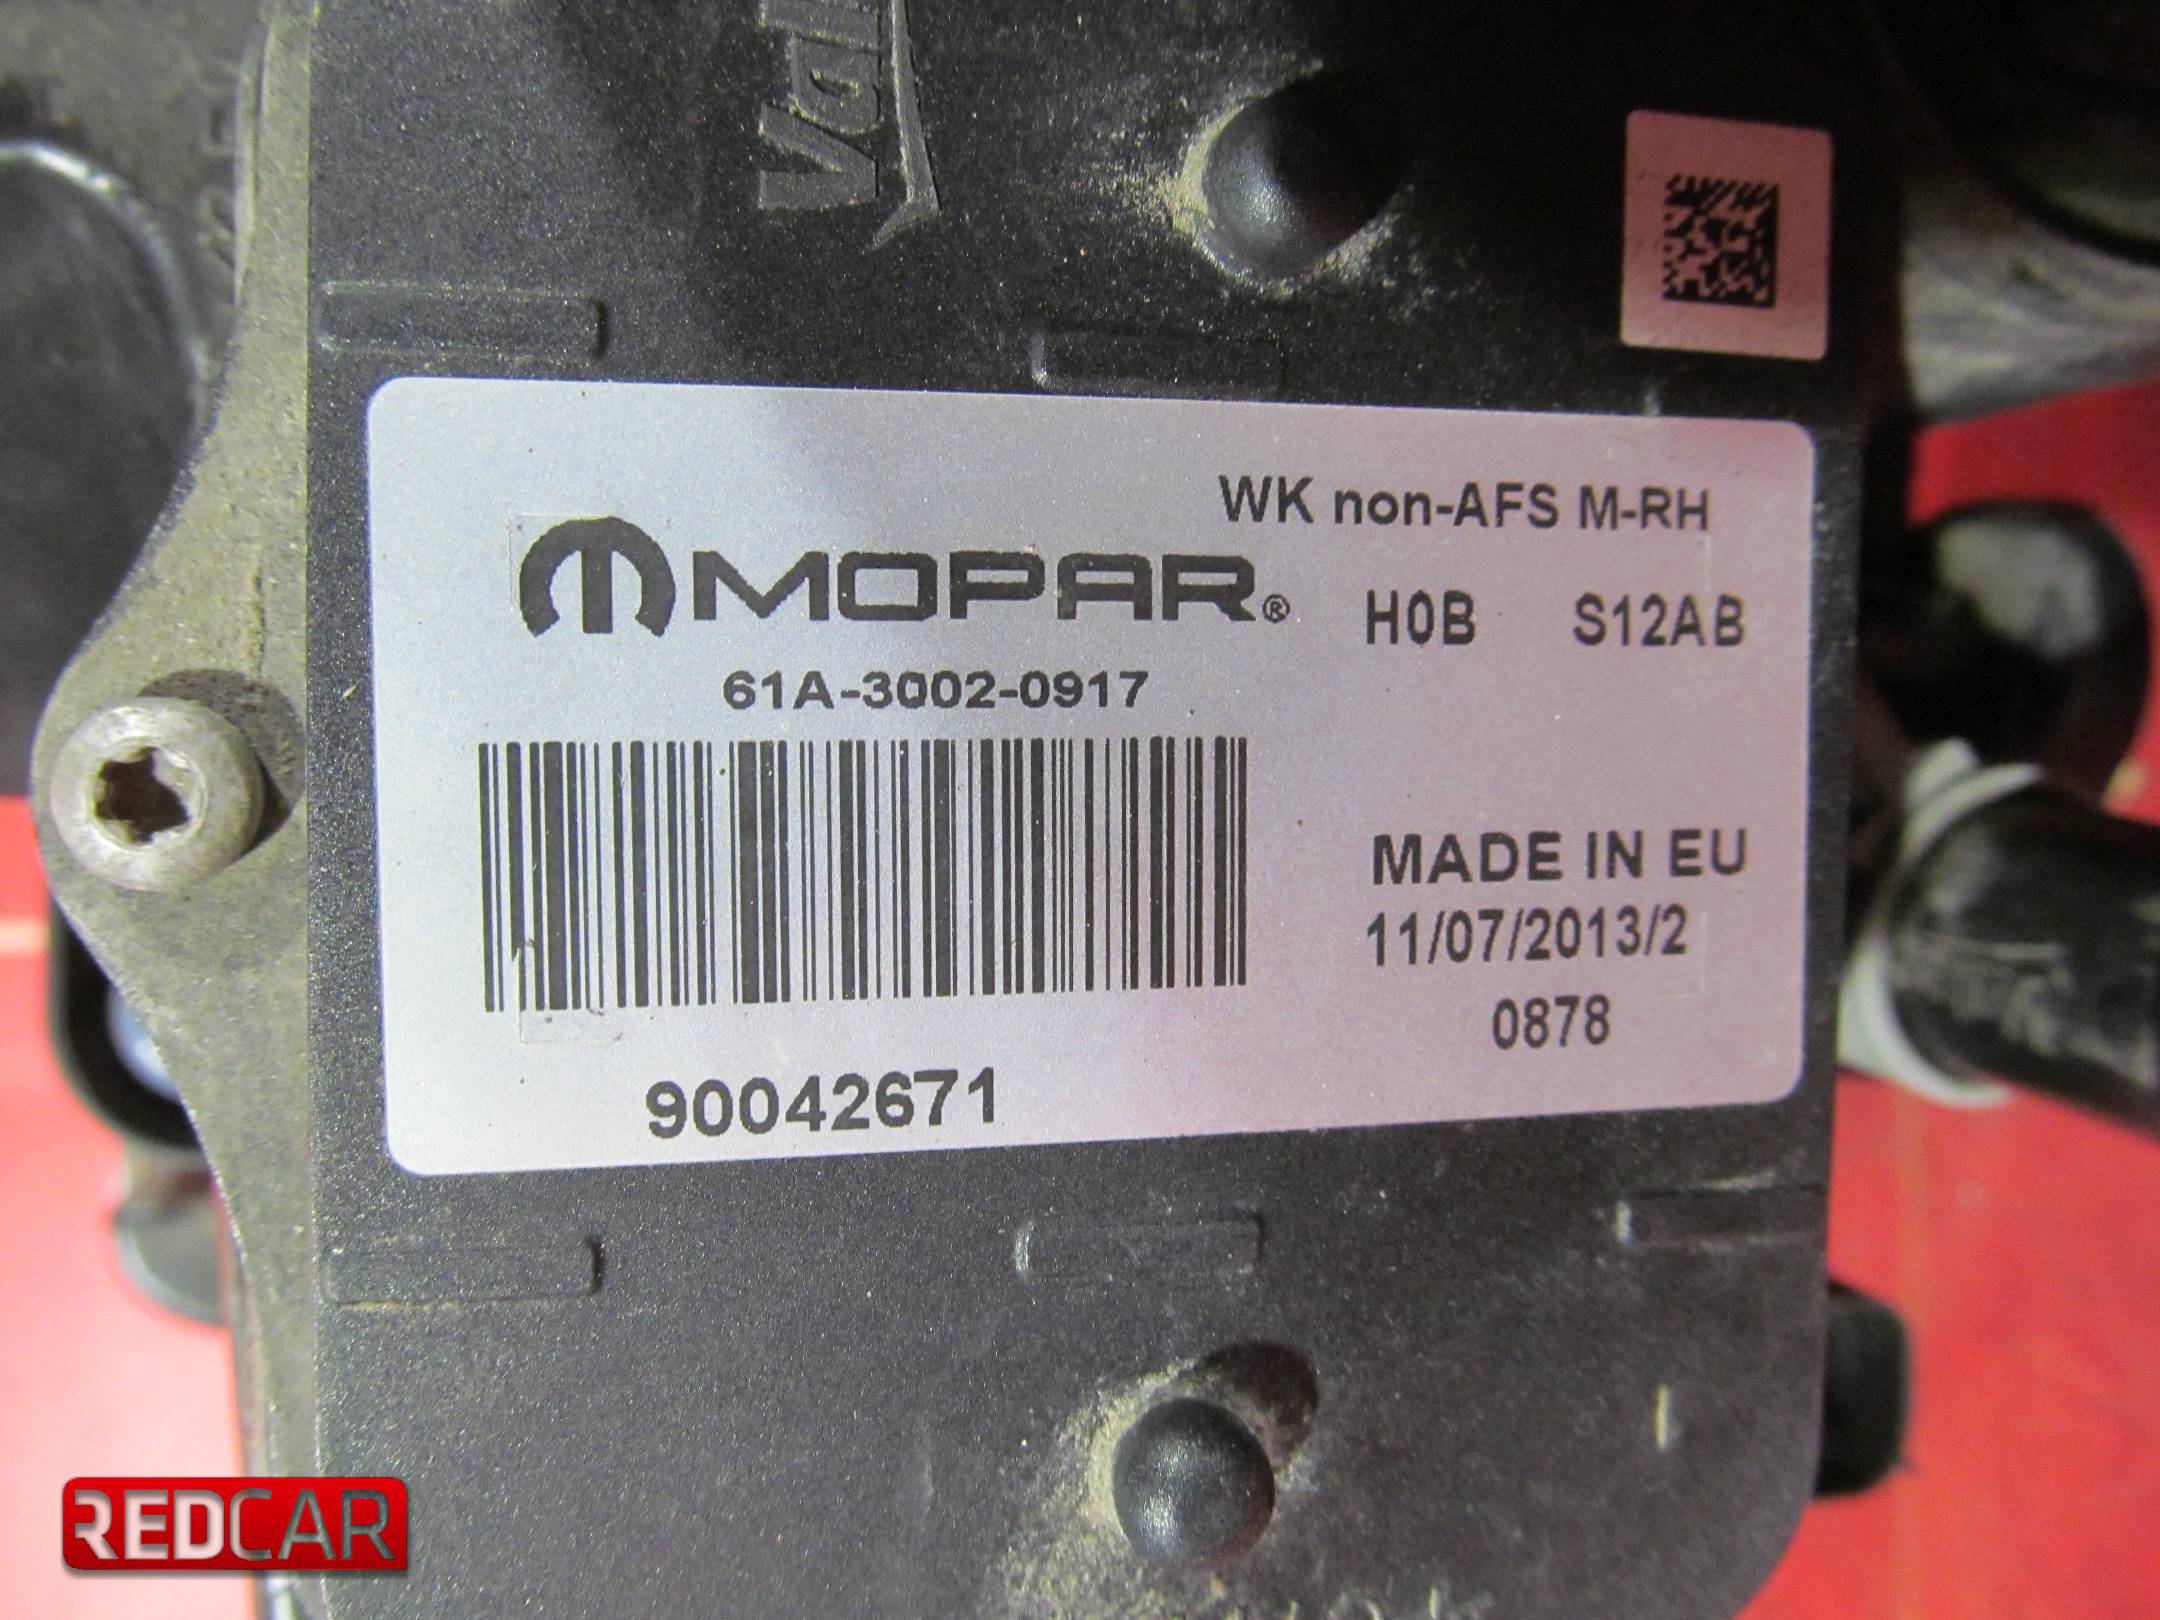 WK non-AFS M-RH
MOPAR®
H0B S12AB
61A-3002-0917
MADE IN EU
11/07/2013/2
0878
90042671
REDCAR